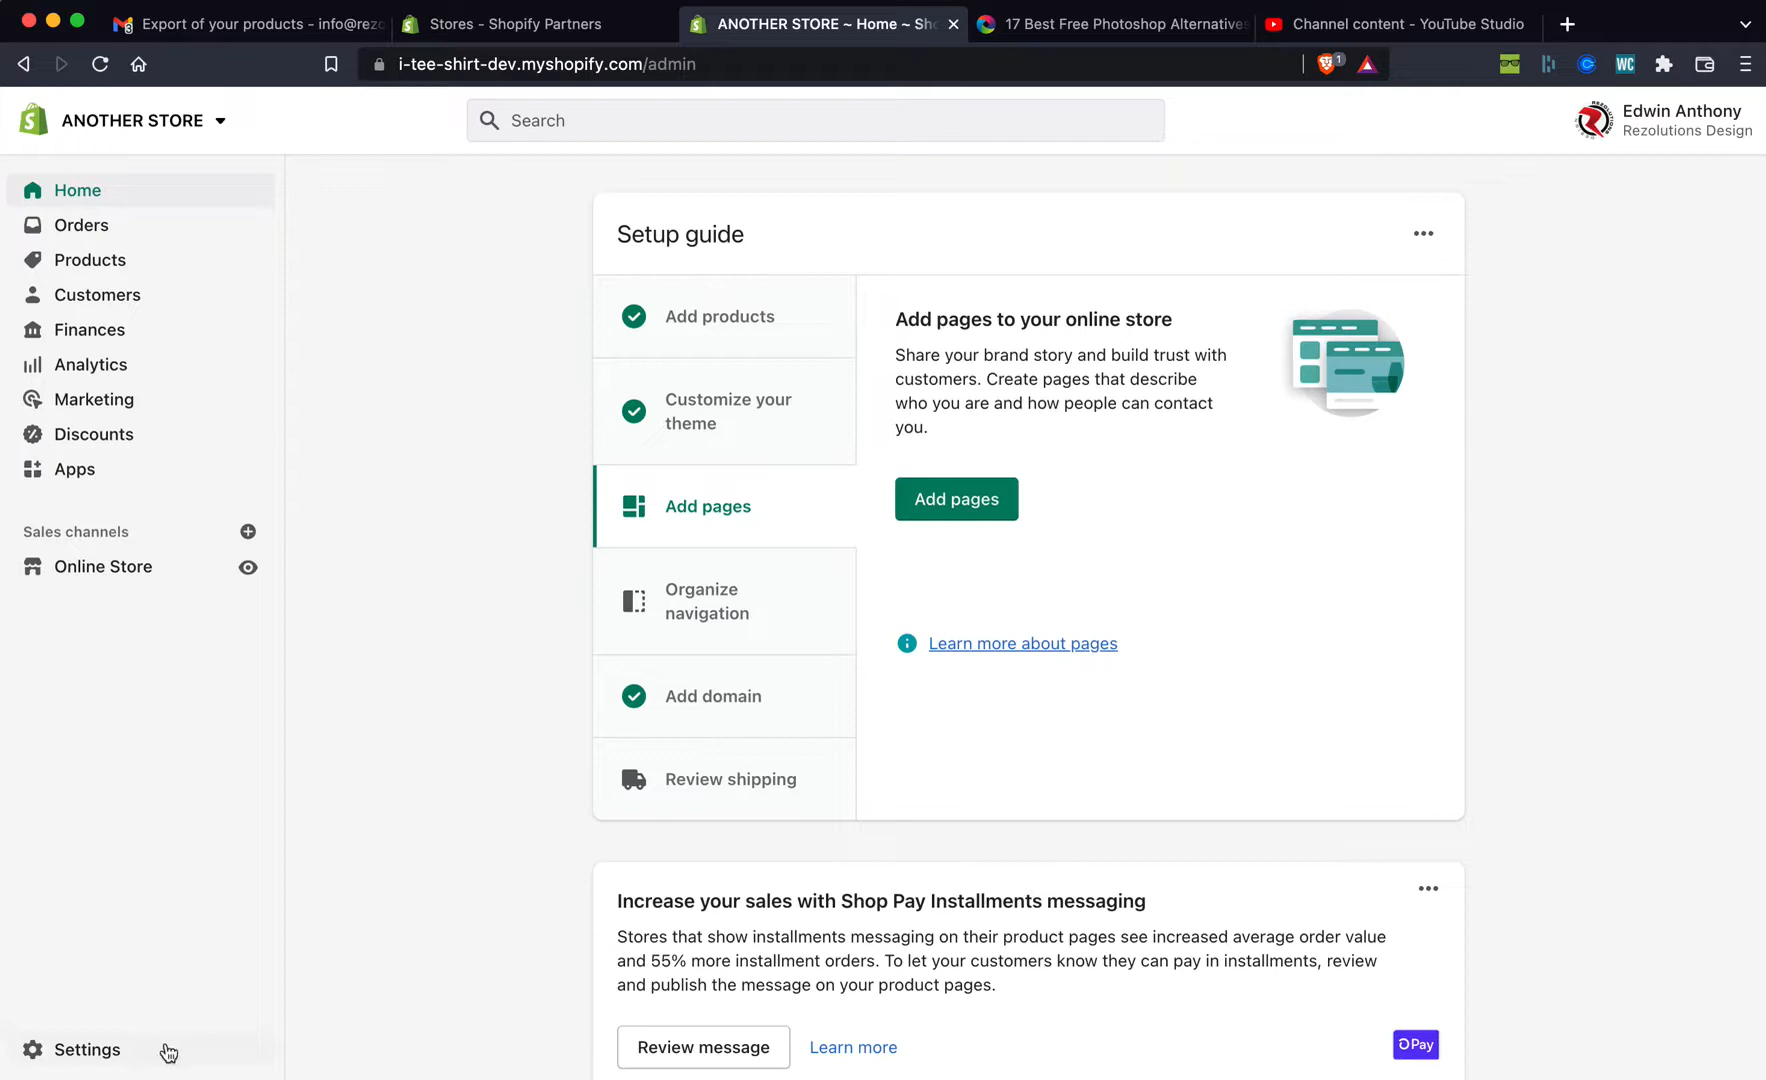 Export of your products - info@rezo
Stores - Shopify Partners
ANOTHER STORE ~ Home ~ Sho
17 Best Free Photoshop Alternatives
Channel content - YouTube Studio
i-tee-shirt-dev.myshopify.com/admin
1
WC
ANOTHER STORE
Search
Edwin Anthony
Rezolutions Design
Home
Orders
Products
Customers
Finances
Analytics
Marketing
Discounts
Apps
Sales channels
Online Store
Settings
Setup guide
Add products
Customize your
theme
Add pages
Organize
navigation
Add domain
Review shipping
Add pages to your online store
Share your brand story and build trust with
customers. Create pages that describe
who you are and how people can contact
you.
Add pages
Learn more about pages
Increase your sales with Shop Pay Installments messaging
Stores that show installments messaging on their product pages see increased average order value
and 55% more installment orders. To let your customers know they can pay in installments, review
and publish the message on your product pages.
Review message
Learn more
Pay